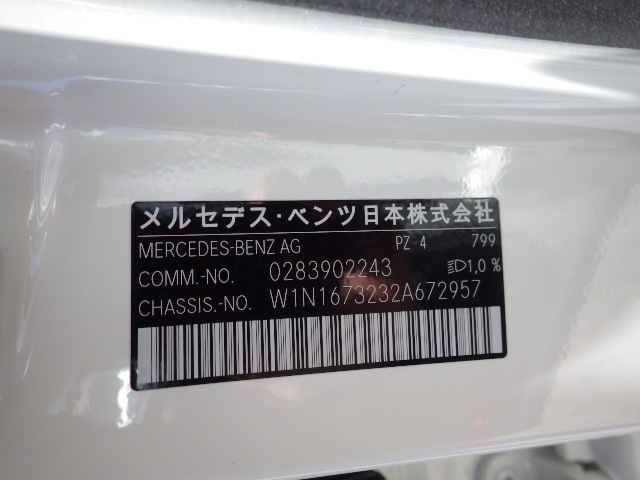 メルセデス・ベンツ日本株式会社
MERCEDES-BENZ AG PZ 4 799
COMM.-NO. 0283902243 1,0 %
CHASSIS.-NO. W1N1673232A672957